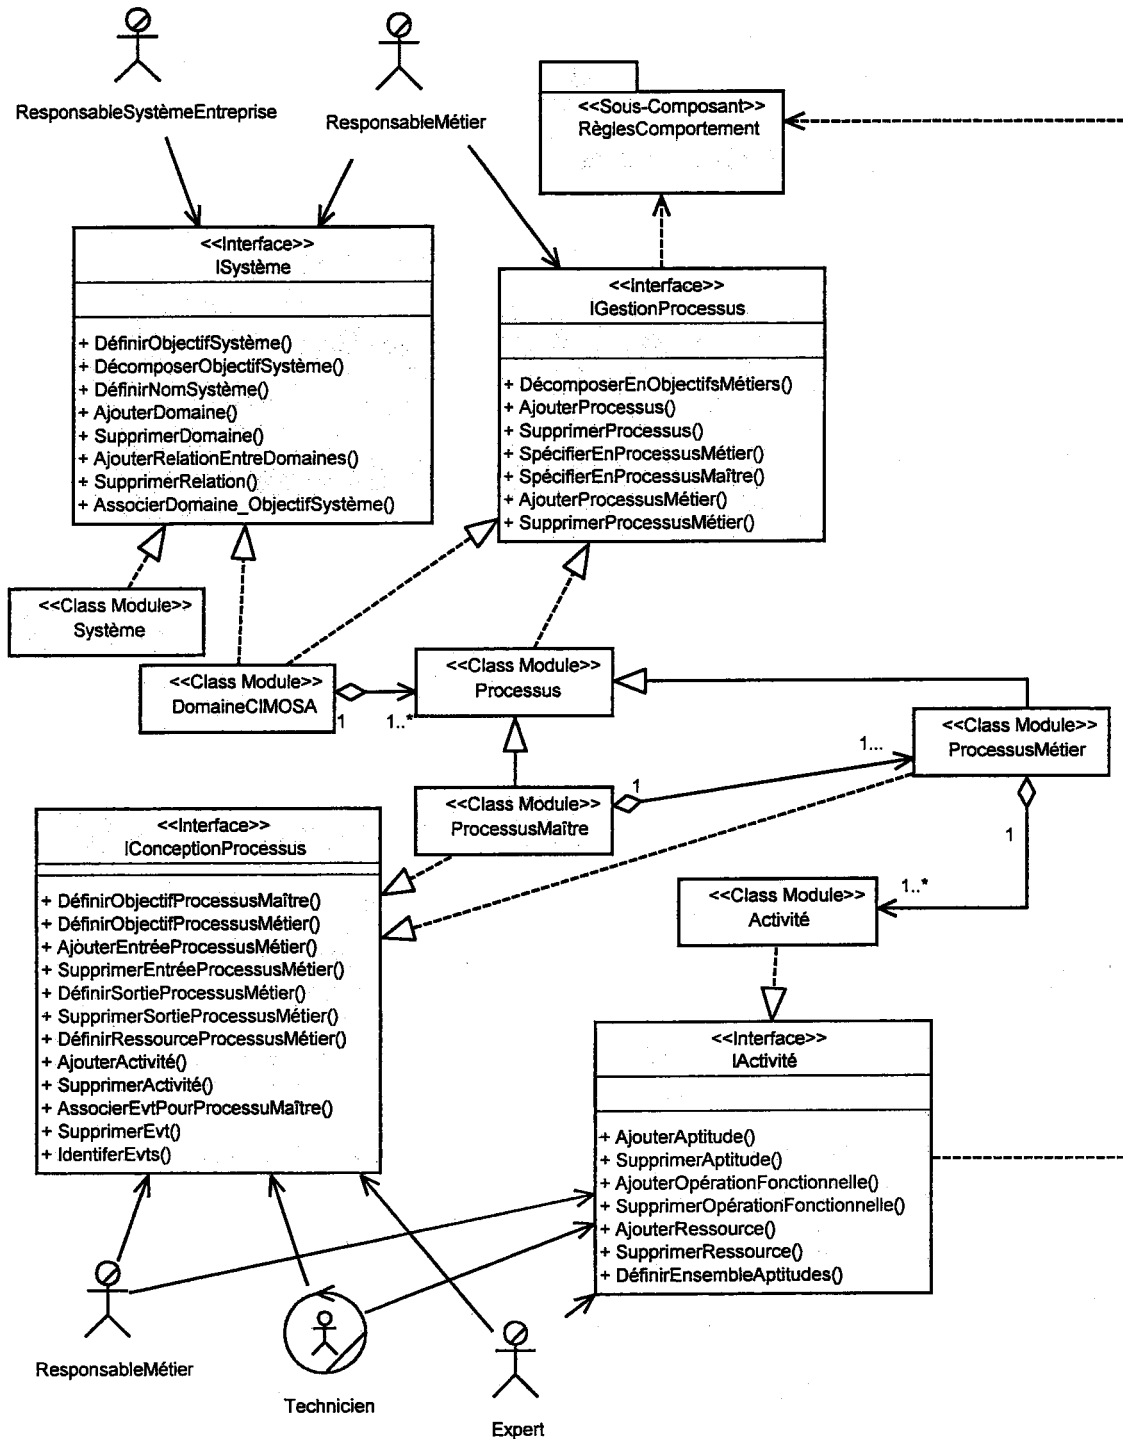 ResponsableSystèmeEntreprise
ResponsableMétier
<<Sous-Composant>>
RèglesComportement
<<Interface>>
ISystème
+ DéfinirObjectifSystème()
+ DécomposerObjectifSystème()
+ DéfinirNomSystème()
+ AjouterDomaine()
+ SupprimerDomaine()
+ AjouterRelationEntreDomaines()
+ SupprimerRelation()
+ AssocierDomaine_ObjectifSystème()
<<Interface>>
IGestionProcessus
+ DécomposerEnObjectifsMétiers()
+ AjouterProcessus()
+ SupprimerProcessus()
+ SpécifierEnProcessusMétier()
+ SpécifierEnProcessusMaître()
+ AjouterProcessusMétier()
+ SupprimerProcessusMétier()
<<Class Module>>
Système
<<Class Module>>
DomaineCIMOSA
1
1..*
<<Class Module>>
Processus
<<Class Module>>
ProcessusMétier
1...
1
<<Class Module>>
ProcessusMaître
1
1..*
<<Class Module>>
Activité
<<Interface>>
IConceptionProcessus
+ DéfinirObjectifProcessusMaître()
+ DéfinirObjectifProcessusMétier()
+ AjouterEntréeProcessusMétier()
+ SupprimerEntréeProcessusMétier()
+ DéfinirSortieProcessusMétier()
+ SupprimerSortieProcessusMétier()
+ DéfinirRessourceProcessusMétier()
+ AjouterActivité()
+ SupprimerActivité()
+ AssocierEvtPourProcessuMaître()
+ SupprimerEvt()
+ IdentiferEvts()
<<Interface>>
IActivité
+ AjouterAptitude()
+ SupprimerAptitude()
+ AjouterOpérationFonctionnelle()
+ SupprimerOpérationFonctionnelle()
+ AjouterRessource()
+ SupprimerRessource()
+ DéfinirEnsembleAptitudes()
ResponsableMétier
Technicien
Expert